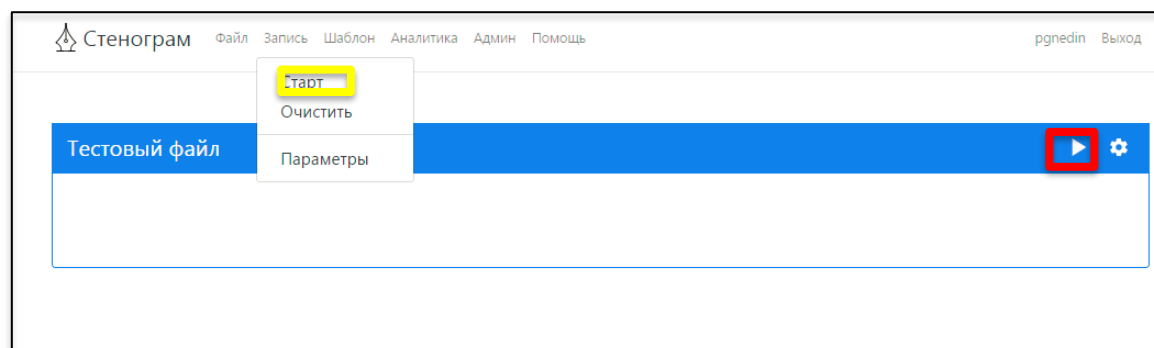 Стенограм Файл Запись Шаблон Аналитика Админ Помощь pgnedin Выход
Старт
Очистить
Тестовый файл
Параметры